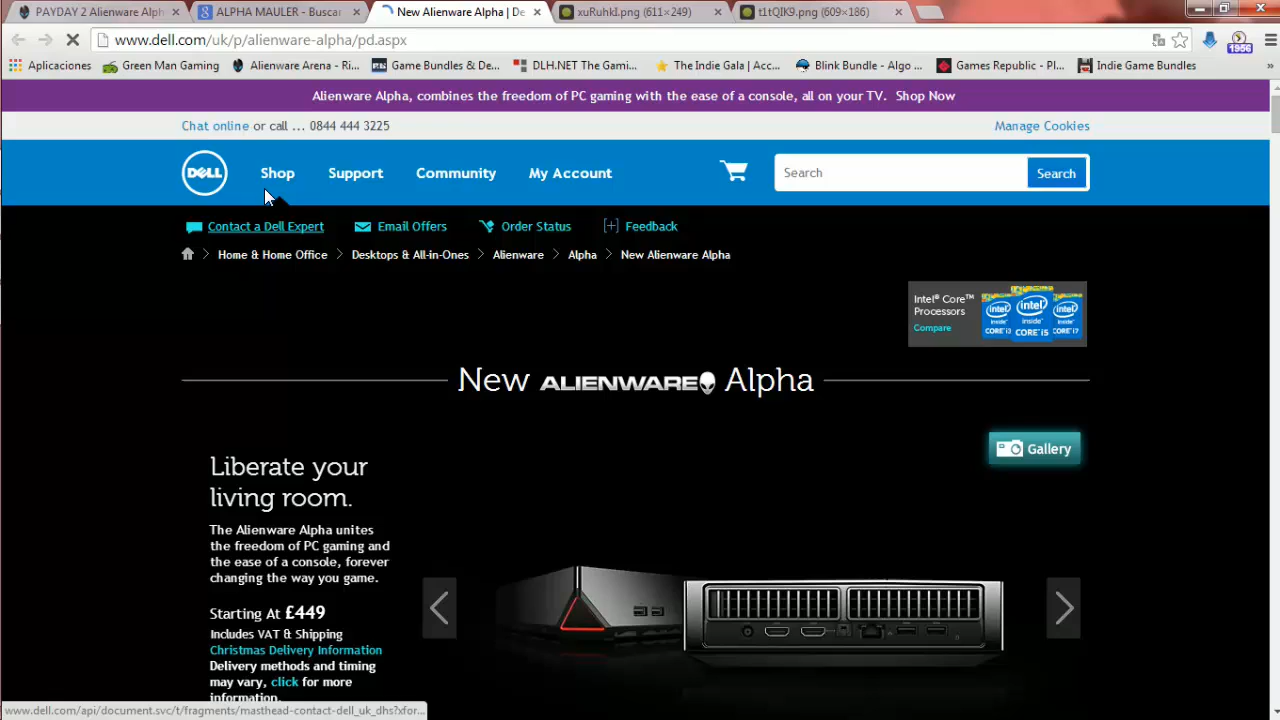 PAYDAY 2 Alienware Alph
ALPHA MAULER - Buscar
New Alienware Alpha | De
xuRuhkI.png (611×249)
t1tQIK9.png (609×186)
www.dell.com/uk/p/alienware-alpha/pd.aspx
1956
Aplicaciones
Green Man Gaming
Alienware Arena - Ri...
Game Bundles & De...
DLH.NET The Gami...
The Indie Gala | Acc...
Blink Bundle - Algo ...
Games Republic - Pl...
Indie Game Bundles
»
Alienware Alpha, combines the freedom of PC gaming with the ease of a console, all on your TV. Shop Now
Chat online or call ... 0844 444 3225
Manage Cookies
DELL
Shop
Support
Community
My Account
Search
Search
Contact a Dell Expert
Email Offers
[+] Order Status
Feedback
Home & Home Office > Desktops & All-in-Ones > Alienware > Alpha > New Alienware Alpha
Intel® Core™
Processors
Compare
intel inside CORE i3
intel inside CORE i5
intel inside CORE i7
New ALIENWARE Alpha
Gallery
Liberate your
living room.
The Alienware Alpha unites
the freedom of PC gaming and
the ease of a console, forever
changing the way you game.
Starting At £449
Includes VAT & Shipping
Christmas Delivery Information
Delivery methods and timing
may vary, click for more
information.
www.dell.com/api/document.svc/t/fragments/masthead-contact-dell_uk_dhs?xfor...